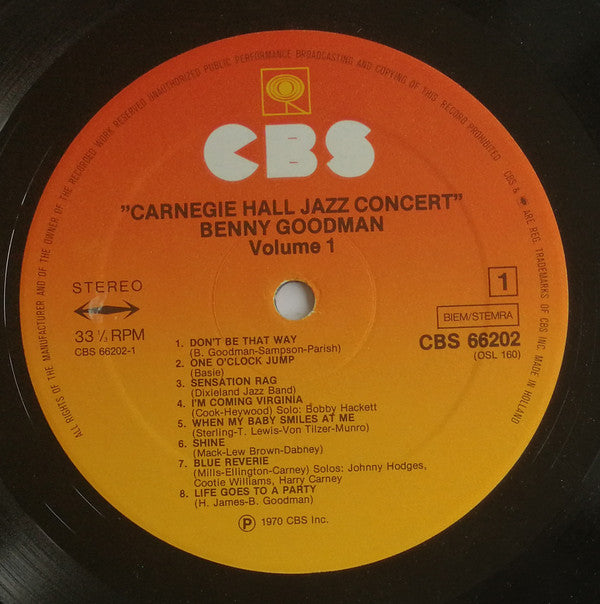 ALL RIGHTS OF THE MANUFACTURER AND OF THE OWNER OF THE RECORDED WORK RESERVED UNAUTHORIZED PUBLIC PERFORMANCE BROADCASTING AND COPYING OF THIS RECORD PROHIBITED
CBS & ARE REG. TRADEMARKS OF CBS INC. MADE IN HOLLAND
CBS
"CARNEGIE HALL JAZZ CONCERT"
BENNY GOODMAN
Volume 1
STEREO
33 ⅓ RPM
CBS 66202-1
1
BIEM/STEMRA
CBS 66202
(OSL 160)
1. DON'T BE THAT WAY
(B. Goodman-Sampson-Parish)
2. ONE O'CLOCK JUMP
(Basie)
3. SENSATION RAG
(Dixieland Jazz Band)
4. I'M COMING VIRGINIA
(Cook-Heywood) Solo: Bobby Hackett
5. WHEN MY BABY SMILES AT ME
(Sterling-T. Lewis-Von Tilzer-Munro)
6. SHINE
(Mack-Lew Brown-Dabney)
7. BLUE REVERIE
(Mills-Ellington-Carney) Solos: Johnny Hodges,
Cootie Williams, Harry Carney
8. LIFE GOES TO A PARTY
(H. James-B. Goodman)
Ⓟ 1970 CBS Inc.